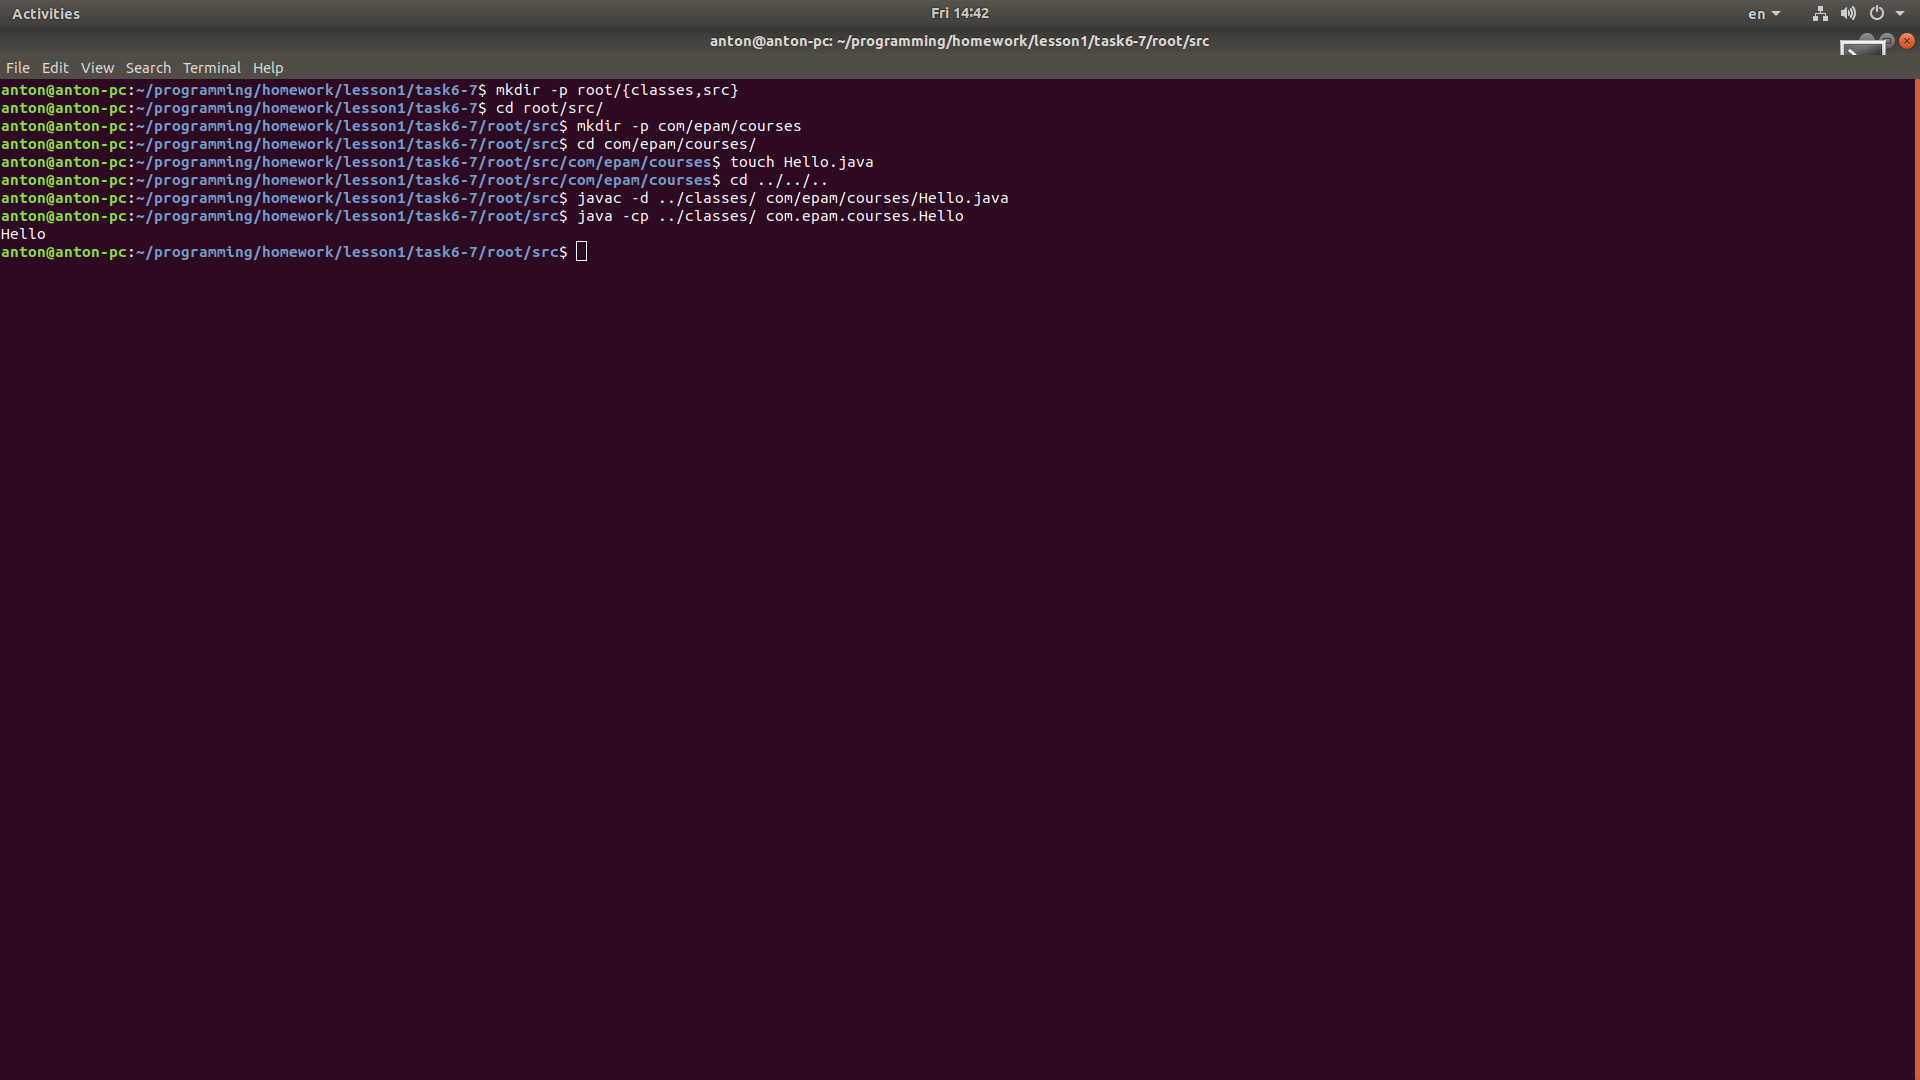 Activities
Fri 14:42
en
anton@anton-pc: ~/programming/homework/lesson1/task6-7/root/src
File Edit View Search Terminal Help
anton@anton-pc:~/programming/homework/lesson1/task6-7$ mkdir -p root/{classes,src}
anton@anton-pc:~/programming/homework/lesson1/task6-7$ cd root/src/
anton@anton-pc:~/programming/homework/lesson1/task6-7/root/src$ mkdir -p com/epam/courses
anton@anton-pc:~/programming/homework/lesson1/task6-7/root/src$ cd com/epam/courses/
anton@anton-pc:~/programming/homework/lesson1/task6-7/root/src/com/epam/courses$ touch Hello.java
anton@anton-pc:~/programming/homework/lesson1/task6-7/root/src/com/epam/courses$ cd ../../..
anton@anton-pc:~/programming/homework/lesson1/task6-7/root/src$ javac -d ../classes/ com/epam/courses/Hello.java
anton@anton-pc:~/programming/homework/lesson1/task6-7/root/src$ java -cp ../classes/ com.epam.courses.Hello
Hello
anton@anton-pc:~/programming/homework/lesson1/task6-7/root/src$